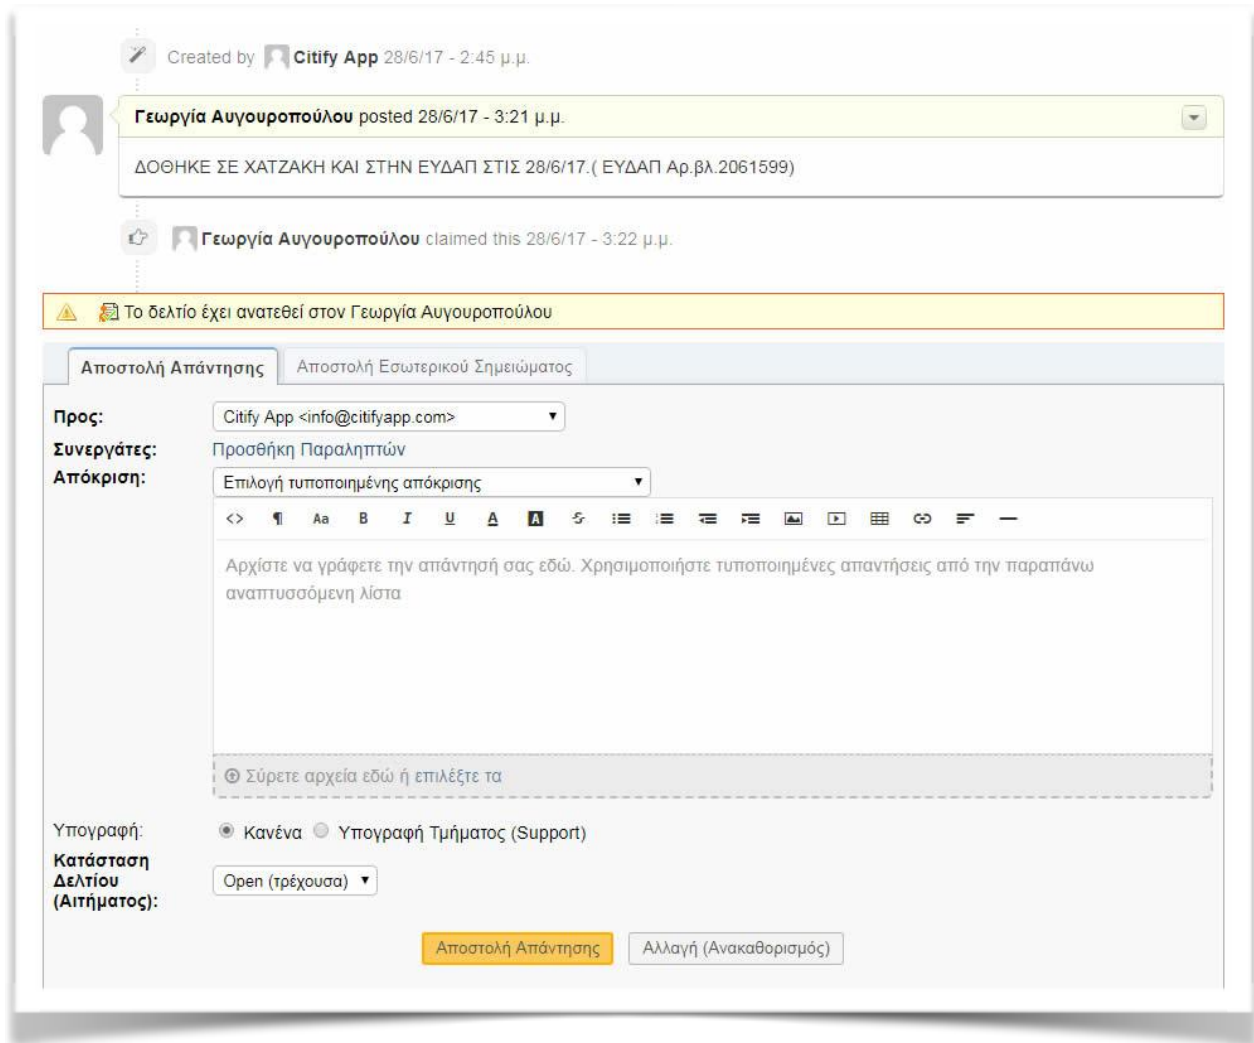 Created by Citify App 28/6/17 - 2:45 μ.μ.
Γεωργία Αυγουροπούλου posted 28/6/17 - 3:21 μ.μ.
ΔΟΘΗΚΕ ΣΕ ΧΑΤΖΑΚΗ ΚΑΙ ΣΤΗΝ ΕΥΔΑΠ ΣΤΙΣ 28/6/17.( ΕΥΔΑΠ Αρ.βλ.2061599)
Γεωργία Αυγουροπούλου claimed this 28/6/17 - 3:22 μ.μ.
Το δελτίο έχει ανατεθεί στον Γεωργία Αυγουροπούλου
Αποστολή Απάντησης Αποστολή Εσωτερικού Σημειώματος
Προς: Citify App <info@citifyapp.com>
Συνεργάτες: Προσθήκη Παραληπτών
Απόκριση: Επιλογή τυποποιημένης απόκρισης
<> ¶ Aa B I U A A S
Αρχίστε να γράφετε την απάντησή σας εδώ. Χρησιμοποιήστε τυποποιημένες απαντήσεις από την παραπάνω
αναπτυσσόμενη λίστα
Σύρετε αρχεία εδώ ή επιλέξτε τα
Υπογραφή: Κανένα Υπογραφή Τμήματος (Support)
Κατάσταση
Δελτίου
(Αιτήματος): Open (τρέχουσα)
Αποστολή Απάντησης Αλλαγή (Ανακαθορισμός)